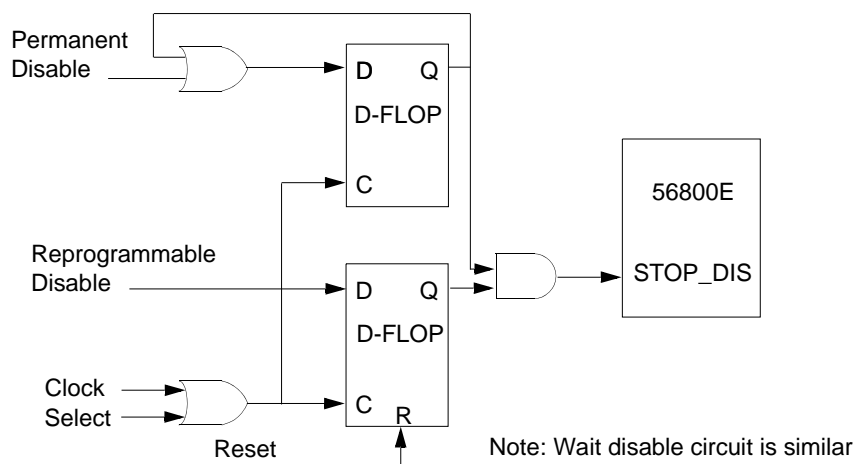 Permanent
Disable
D Q
D-FLOP
C
56800E
STOP_DIS
Reprogrammable
Disable
D Q
D-FLOP
C
R
Clock
Select
Reset
Note: Wait disable circuit is similar